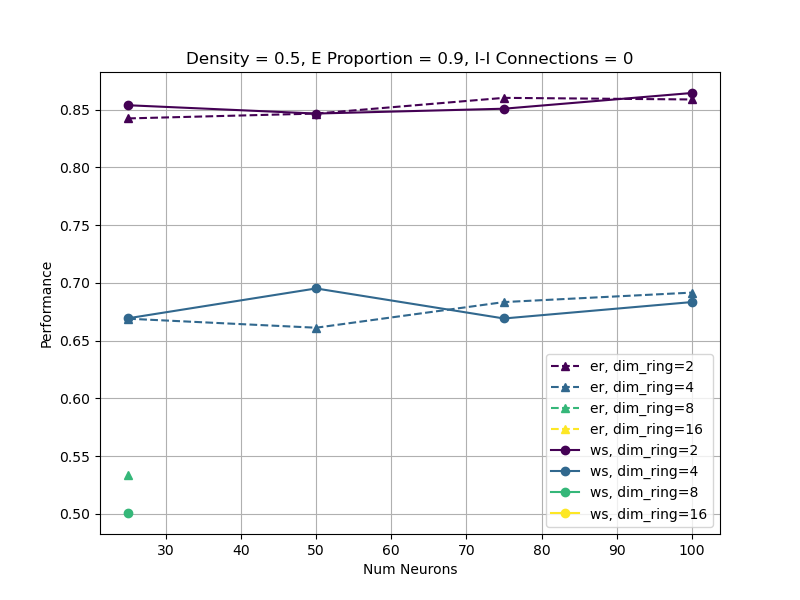 Density = 0.5, E Proportion = 0.9, I-I Connections = 0
Performance
0.85
0.80
0.75
0.70
0.65
0.60
0.55
0.50
er, dim_ring=2
er, dim_ring=4
er, dim_ring=8
er, dim_ring=16
ws, dim_ring=2
ws, dim_ring=4
ws, dim_ring=8
ws, dim_ring=16
30 40 50 60 70 80 90 100
Num Neurons